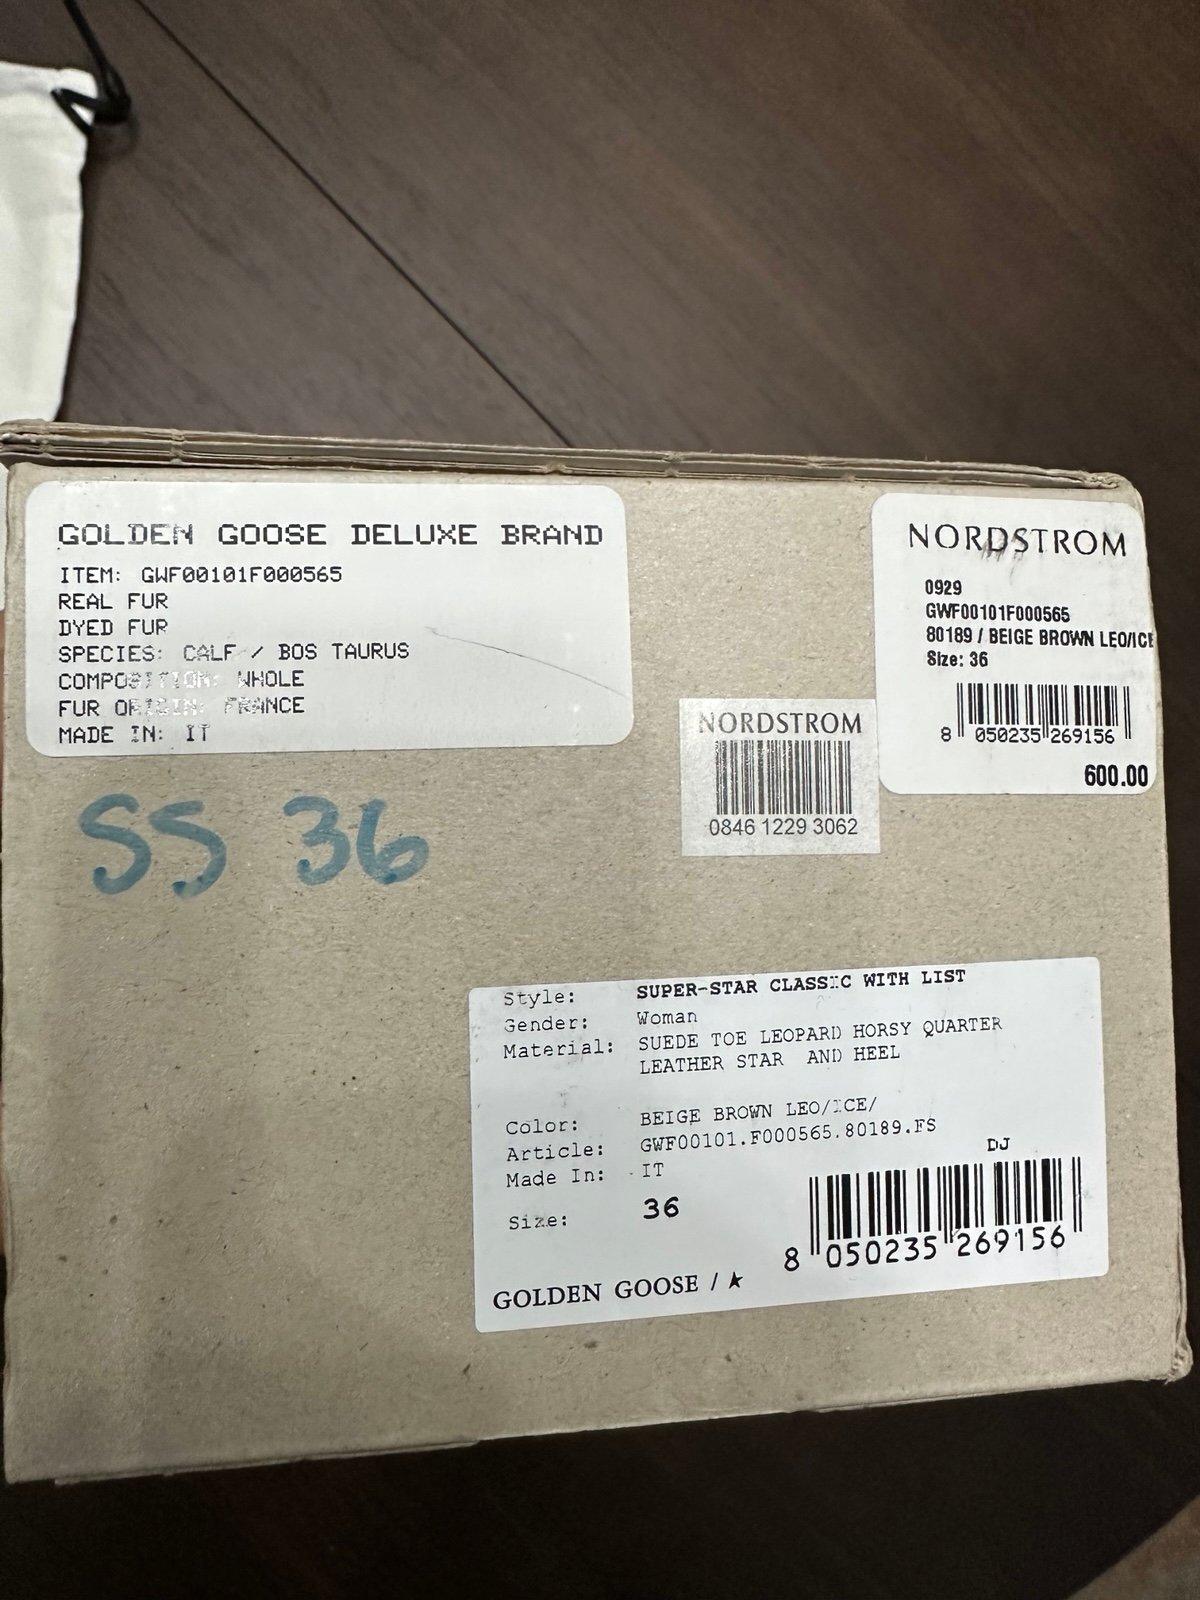 GOLDEN GOOSE DELUXE BRAND
ITEM: GWF00101F000565
REAL FUR
DYED FUR
SPECIES: CALF / BOS TAURUS
COMPOSITION: WHOLE
FUR ORIGIN: FRANCE
MADE IN: IT
NORDSTROM
0929
GWF00101F000565
80189 / BEIGE BROWN LEO/ICE
Size: 36
8 050235 269156
600.00
NORDSTROM
0846 1229 3062
SS 36
Style: SUPER-STAR CLASSIC WITH LIST
Gender: Woman
Material: SUEDE TOE LEOPARD HORSY QUARTER
LEATHER STAR AND HEEL
Color: BEIGE BROWN LEO/ICE/
Article: GWF00101.F000565.80189.FS
Made In: IT
DJ
Size: 36
8 050235 269156
GOLDEN GOOSE / ★